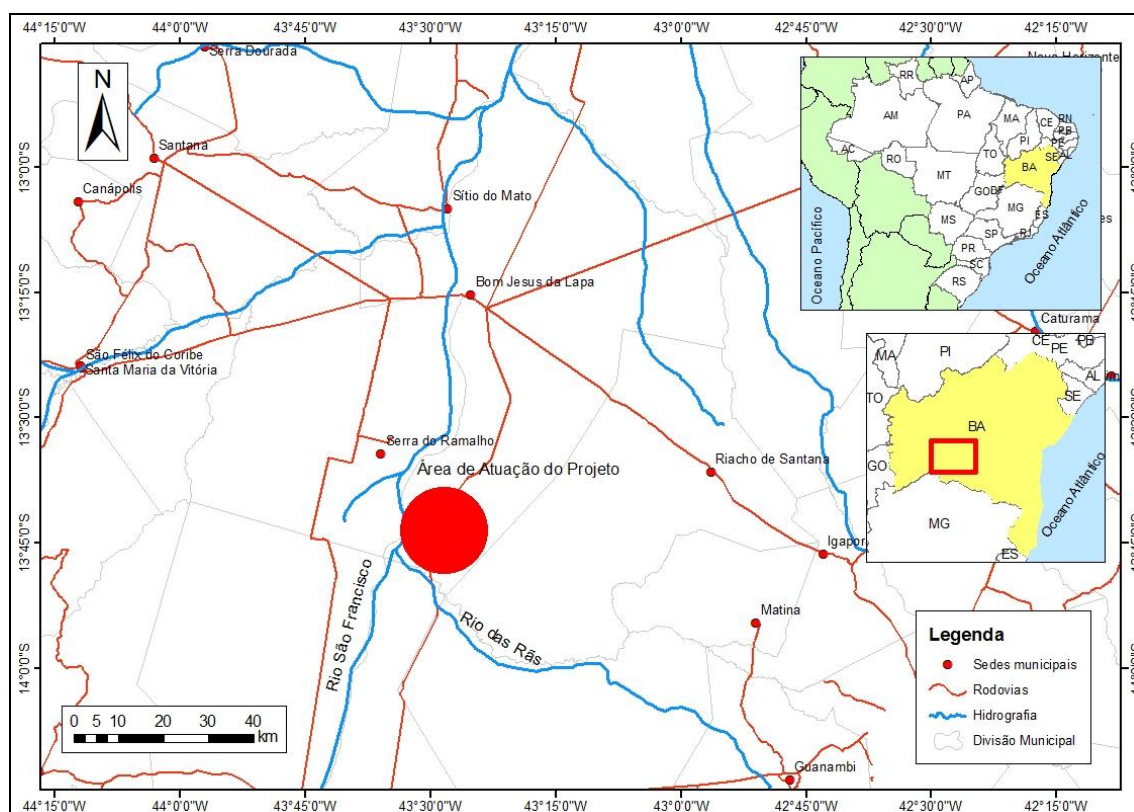 44°15'0"W 44°0'0"W 43°45'0"W 43°30'0"W 43°15'0"W 43°0'0"W 42°45'0"W 42°30'0"W 42°15'0"W
Serra Dourada
Novo Horizonte
N
Santana
Canápolis
Sítio do Mato
Bom Jesus da Lapa
São Félix do Coribe
Santa Maria da Vitória
Serra do Ramalho
Área de Atuação do Projeto
Riacho de Santana
Caturama
Matina
Guanambi
Rio São Francisco
Rio das Rãs
13°0'0"S
13°15'0"S
13°30'0"S
13°45'0"S
14°0'0"S
RR
AP
AM
PA
MA
CE
RN
PB
PI
PE
AC
RO
TO
SE
AL
BA
MT
GO
DF
MG
MS
ES
SP
RJ
PR
SC
RS
Oceano Pacífico
Oceano Atlântico
MA
PI
CE
PE
PB
AL
TO
SE
BA
GO
MG
ES
Oceano Atlântico
Legenda
Sedes municipais
Rodovias
Hidrografia
Divisão Municipal
0 5 10 20 30 40
km
44°15'0"W 44°0'0"W 43°45'0"W 43°30'0"W 43°15'0"W 43°0'0"W 42°45'0"W 42°30'0"W 42°15'0"W